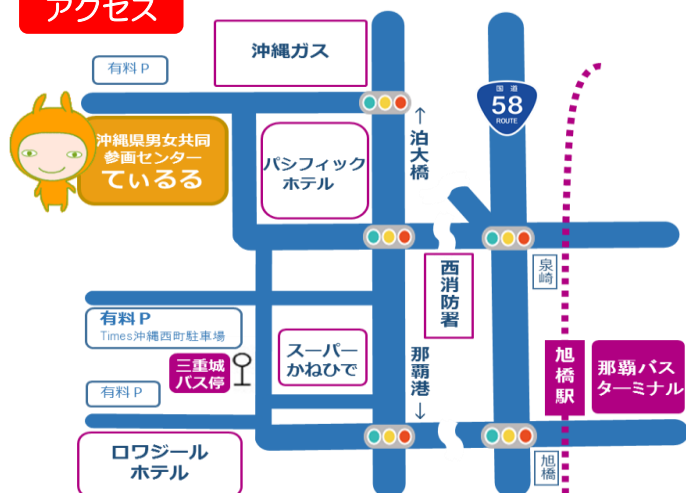 アクセス
沖縄ガス
有料Ｐ
国道
58
ROUTE
↑
泊大橋
沖縄県男女共同
参画センター
てぃるる
パシフィック
ホテル
西消防署
泉崎
有料Ｐ
Times沖縄西町駐車場
スーパー
かねひで
三重城
バス停
那覇港
↓
旭橋駅
那覇バス
ターミナル
有料Ｐ
ロワジール
ホテル
旭橋